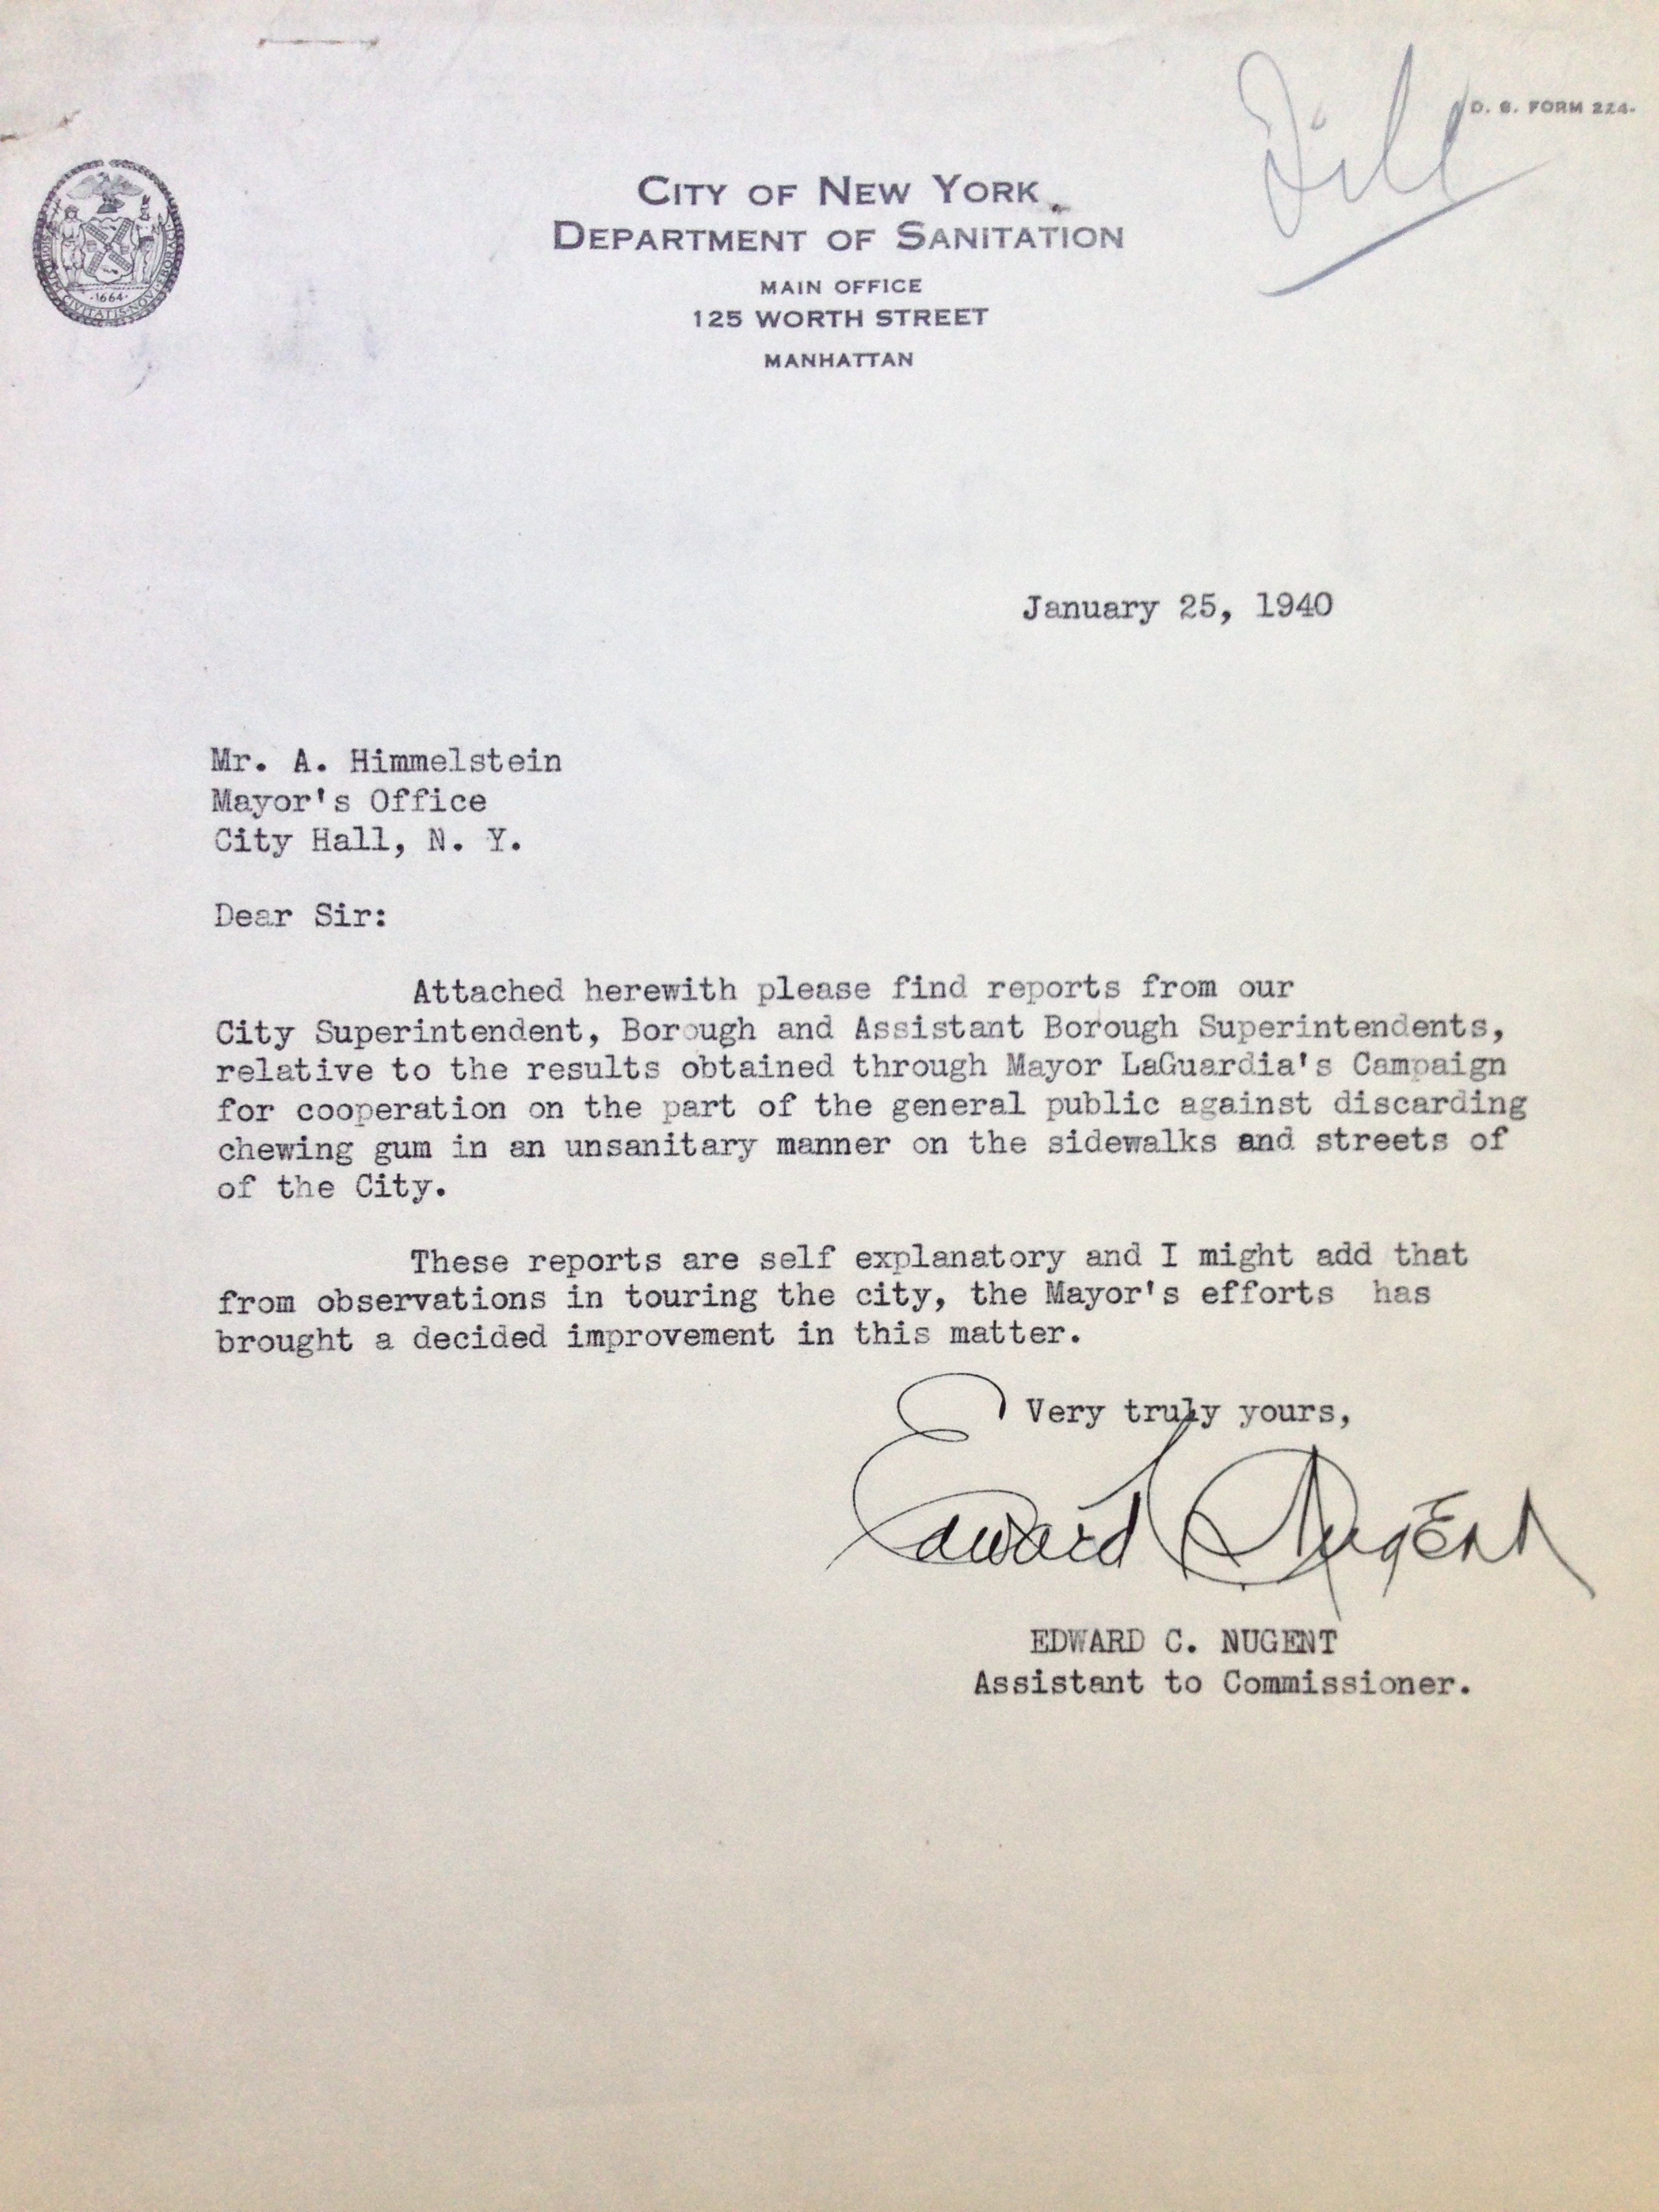 D. S. FORM 224-
CITY OF NEW YORK
DEPARTMENT OF SANITATION
MAIN OFFICE
125 WORTH STREET
MANHATTAN
1664
January 25, 1940
Mr. A. Himmelstein
Mayor's Office
City Hall, N. Y.
Dear Sir:
Attached herewith please find reports from our
City Superintendent, Borough and Assistant Borough Superintendents,
relative to the results obtained through Mayor LaGuardia's Campaign
for cooperation on the part of the general public against discarding
chewing gum in an unsanitary manner on the sidewalks and streets of
of the City.
These reports are self explanatory and I might add that
from observations in touring the city, the Mayor's efforts has
brought a decided improvement in this matter.
Very truly yours,
Edward C Nugent
EDWARD C. NUGENT
Assistant to Commissioner.